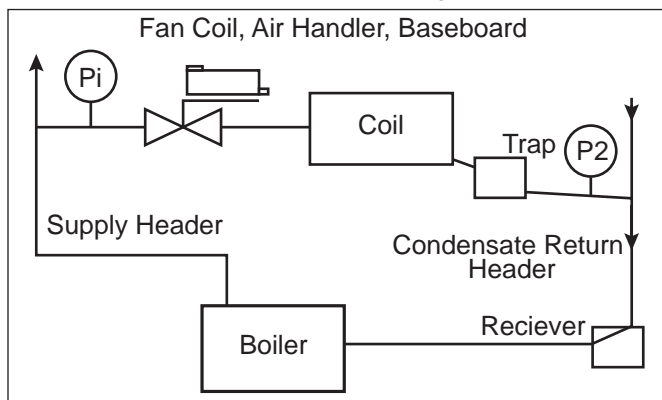 Fan Coil, Air Handler, Baseboard
Pi
Coil
Trap
P2
Supply Header
Condensate Return
Header
Reciever
Boiler